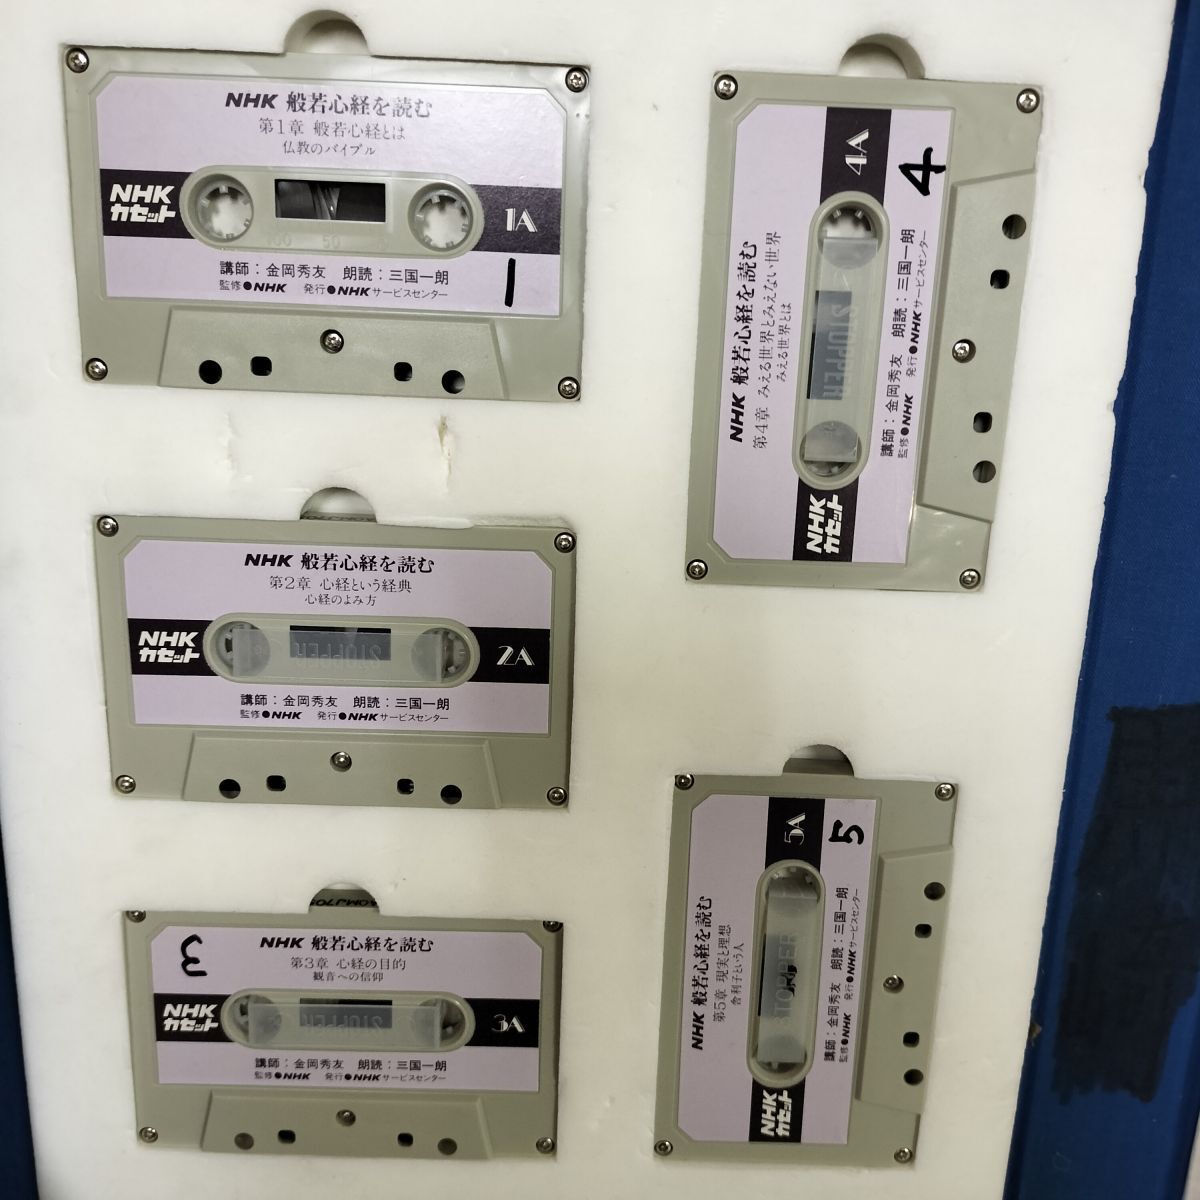 NHK 般若心経を読む
第1章 般若心経とは
仏教のバイブル
NHK
カセット
1A
100 50
講師：金岡秀友 朗読：三国一朗
監修●NHK 発行●NHKサービスセンター
1
NHK 般若心経を読む
第2章 心経という経典
心経のよみ方
NHK
カセット
STOPPER
2A
講師：金岡秀友 朗読：三国一朗
監修●NHK 発行●NHKサービスセンター
3
NHK 般若心経を読む
第3章 心経の目的
観音への信仰
NHK
カセット
STOPPER
3A
講師：金岡秀友 朗読：三国一朗
監修●NHK 発行●NHKサービスセンター
NHK 般若心経を読む
第4章 みえる世界とみえない世界
みえる世界とは
NHK
カセット
STOPPER
4A
講師：金岡秀友 朗読：三国一朗
監修●NHK 発行●NHKサービスセンター
4
NHK 般若心経を読む
第5章 現実と理想
舎利子という人
NHK
カセット
STOPPER
5A
講師：金岡秀友 朗読：三国一朗
監修●NHK 発行●NHKサービスセンター
5